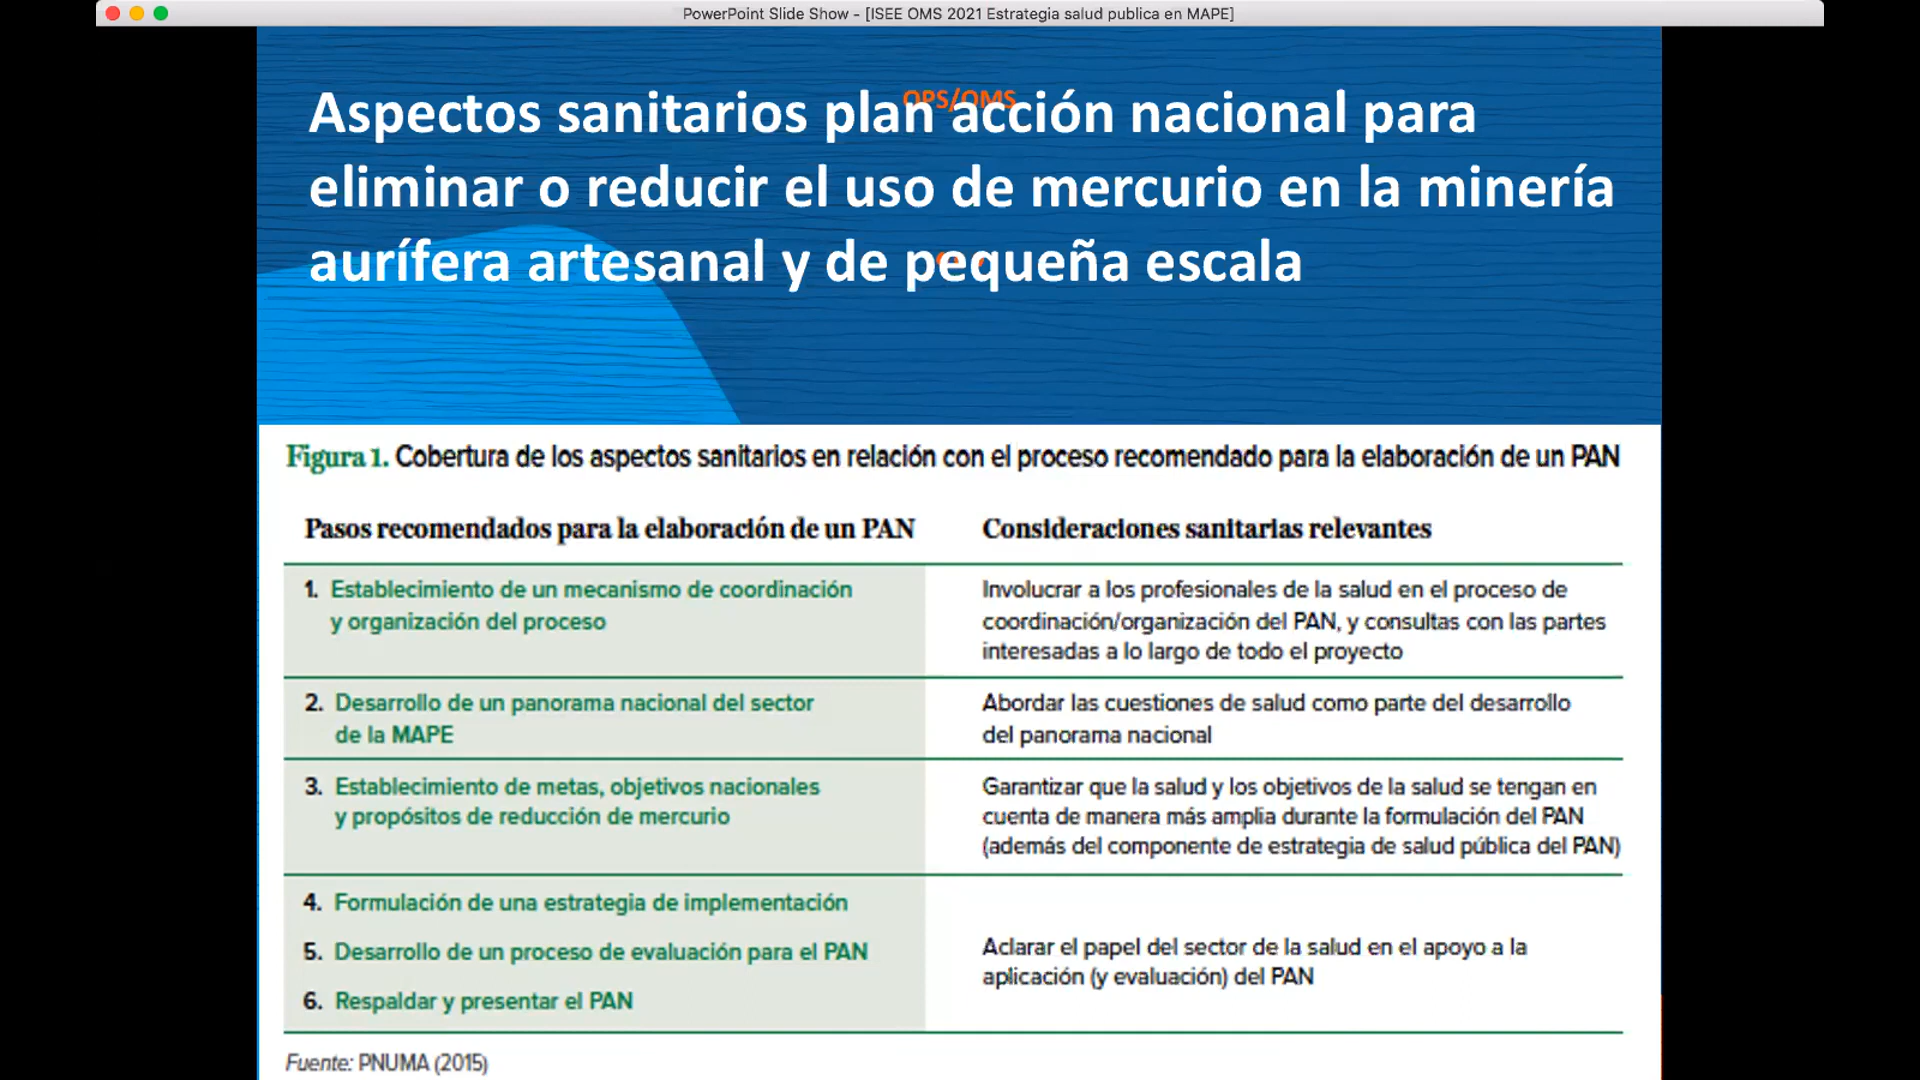 PowerPoint Slide Show - [ISEE OMS 2021 Estrategia salud publica en MAPE]
OPS/OMS
Aspectos sanitarios plan acción nacional para
eliminar o reducir el uso de mercurio en la minería
aurífera artesanal y de pequeña escala
Figura 1. Cobertura de los aspectos sanitarios en relación con el proceso recomendado para la elaboración de un PAN
Pasos recomendados para la elaboración de un PAN
Consideraciones sanitarias relevantes
1. Establecimiento de un mecanismo de coordinación
y organización del proceso
Involucrar a los profesionales de la salud en el proceso de
coordinación/organización del PAN, y consultas con las partes
interesadas a lo largo de todo el proyecto
2. Desarrollo de un panorama nacional del sector
de la MAPE
Abordar las cuestiones de salud como parte del desarrollo
del panorama nacional
3. Establecimiento de metas, objetivos nacionales
y propósitos de reducción de mercurio
Garantizar que la salud y los objetivos de la salud se tengan en
cuenta de manera más amplia durante la formulación del PAN
(además del componente de estrategia de salud pública del PAN)
4. Formulación de una estrategia de implementación
5. Desarrollo de un proceso de evaluación para el PAN
6. Respaldar y presentar el PAN
Aclarar el papel del sector de la salud en el apoyo a la
aplicación (y evaluación) del PAN
Fuente: PNUMA (2015)